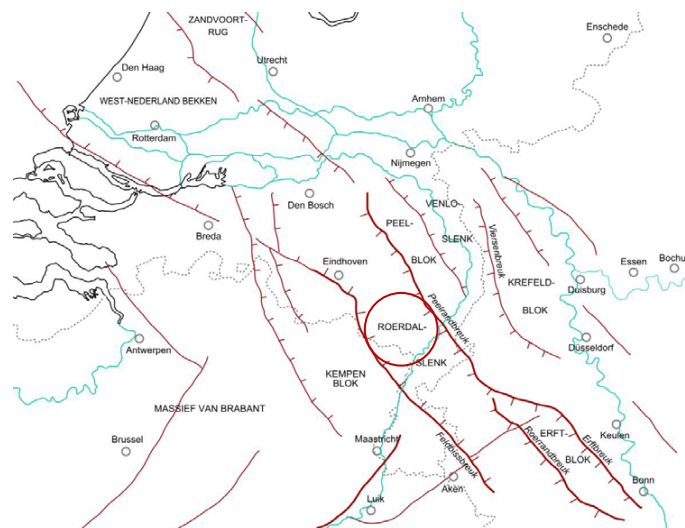 ZANDVOORT-
RUG
Enschede
Utrecht
Den Haag
WEST-NEDERLAND BEKKEN
Arnhem
Rotterdam
Nijmegen
Den Bosch
VENLO-
SLENK
PEEL-
BLOK
Breda
Viersenbreuk
Eindhoven
Essen
Bochu
KREFELD-
BLOK
Duisburg
Peelrandbreuk
ROERDAL-
SLENK
Antwerpen
Düsseldorf
KEMPEN
BLOK
MASSIEF VAN BRABANT
Brussel
Maastricht
Feldbissbreuk
Roerrandbreuk
ERFT-
BLOK
Erftbreuk
Keulen
Aken
Bonn
Luik